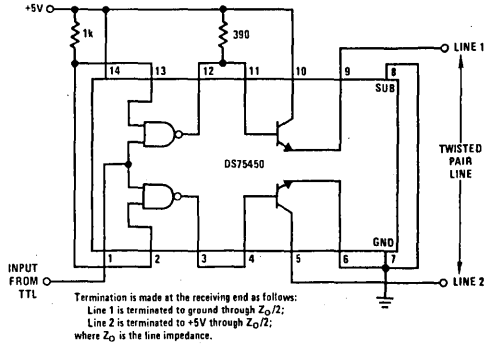 +5V
1k
390
14 13 12 11 10 9 8
SUB
LINE 1
DS75450
TWISTED
PAIR
LINE
GND
1 2 3 4 5 6 7
INPUT
FROM
TTL
LINE 2
Termination is made at the receiving end as follows:
Line 1 is terminated to ground through ZO/2;
Line 2 is terminated to +5V through ZO/2;
where ZO is the line impedance.